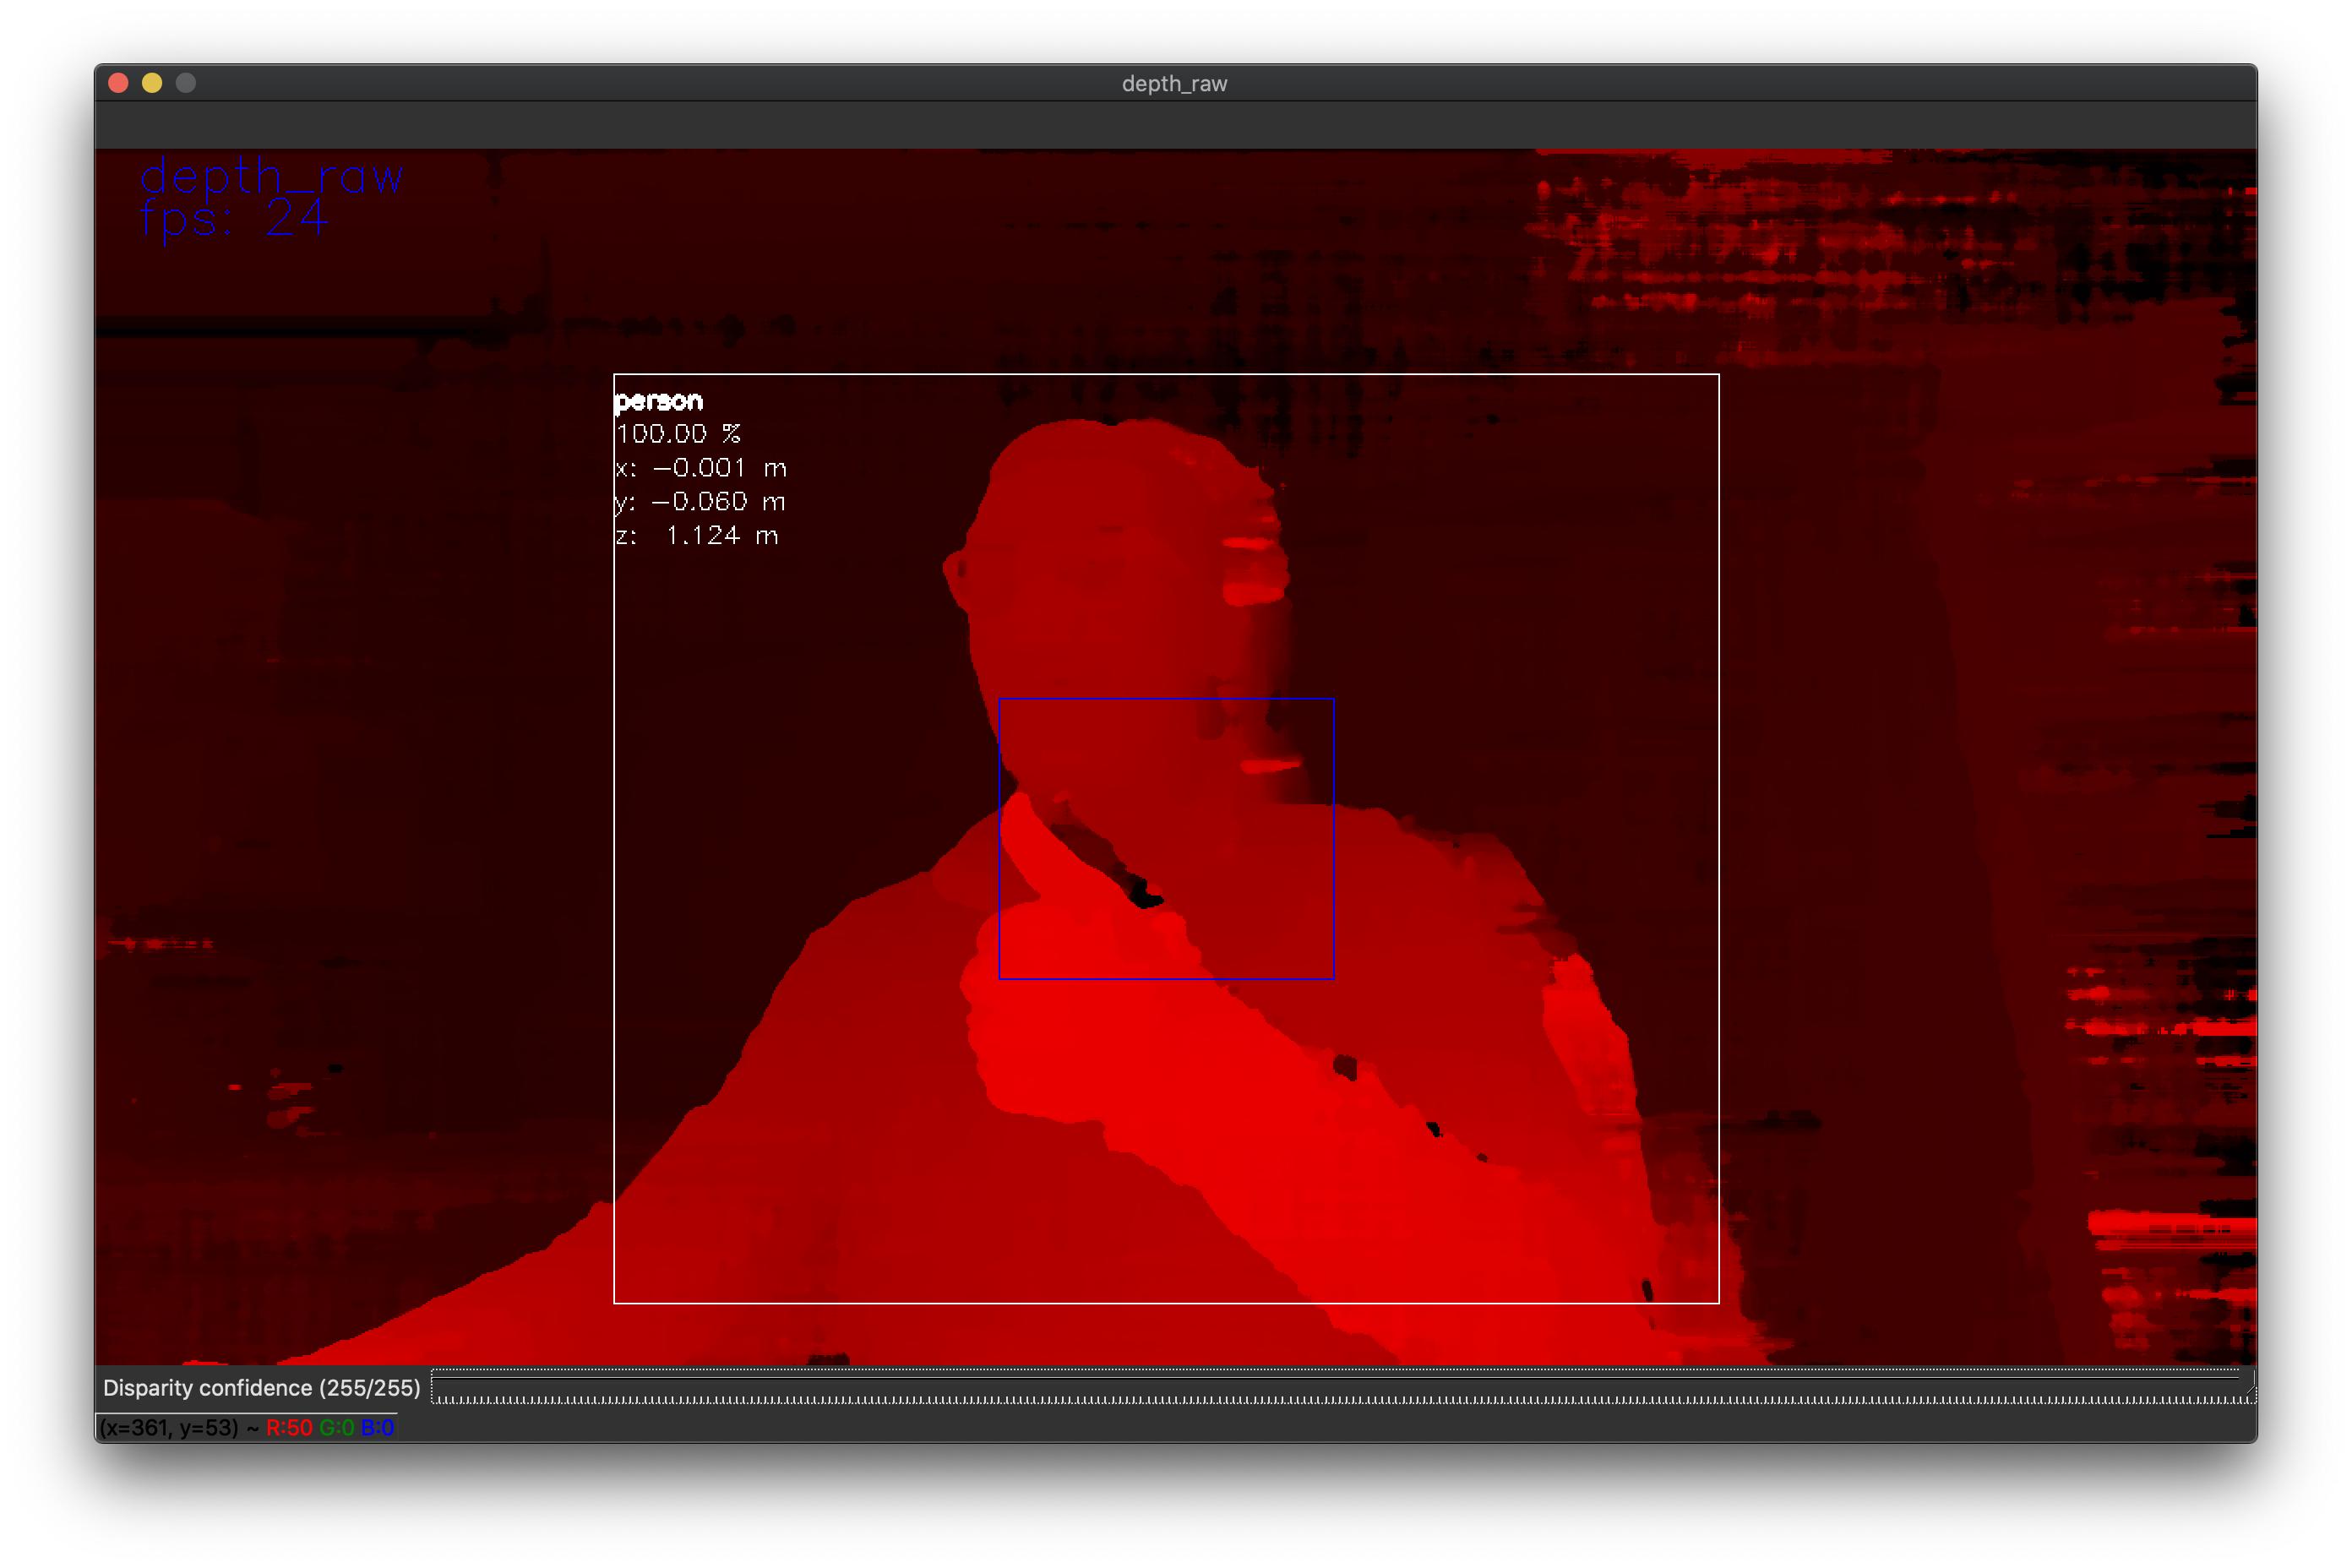 depth_raw
depth_raw
fps: 24
person
100.00 %
x: -0.001 m
y: -0.060 m
z: 1.124 m
Disparity confidence (255/255)
(x=361, y=53) ~ R:50 G:0 B:0